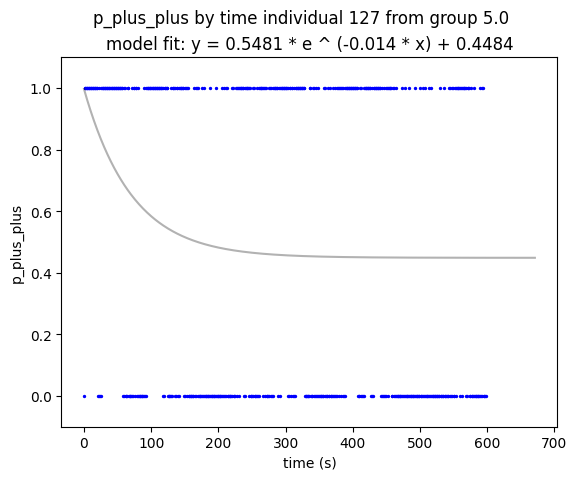 p_plus_plus by time individual 127 from group 5.0
model fit: y = 0.5481 * e ^ (-0.014 * x) + 0.4484
1.0
0.8
0.6
0.4
0.2
0.0
p_plus_plus
0 100 200 300 400 500 600 700
time (s)